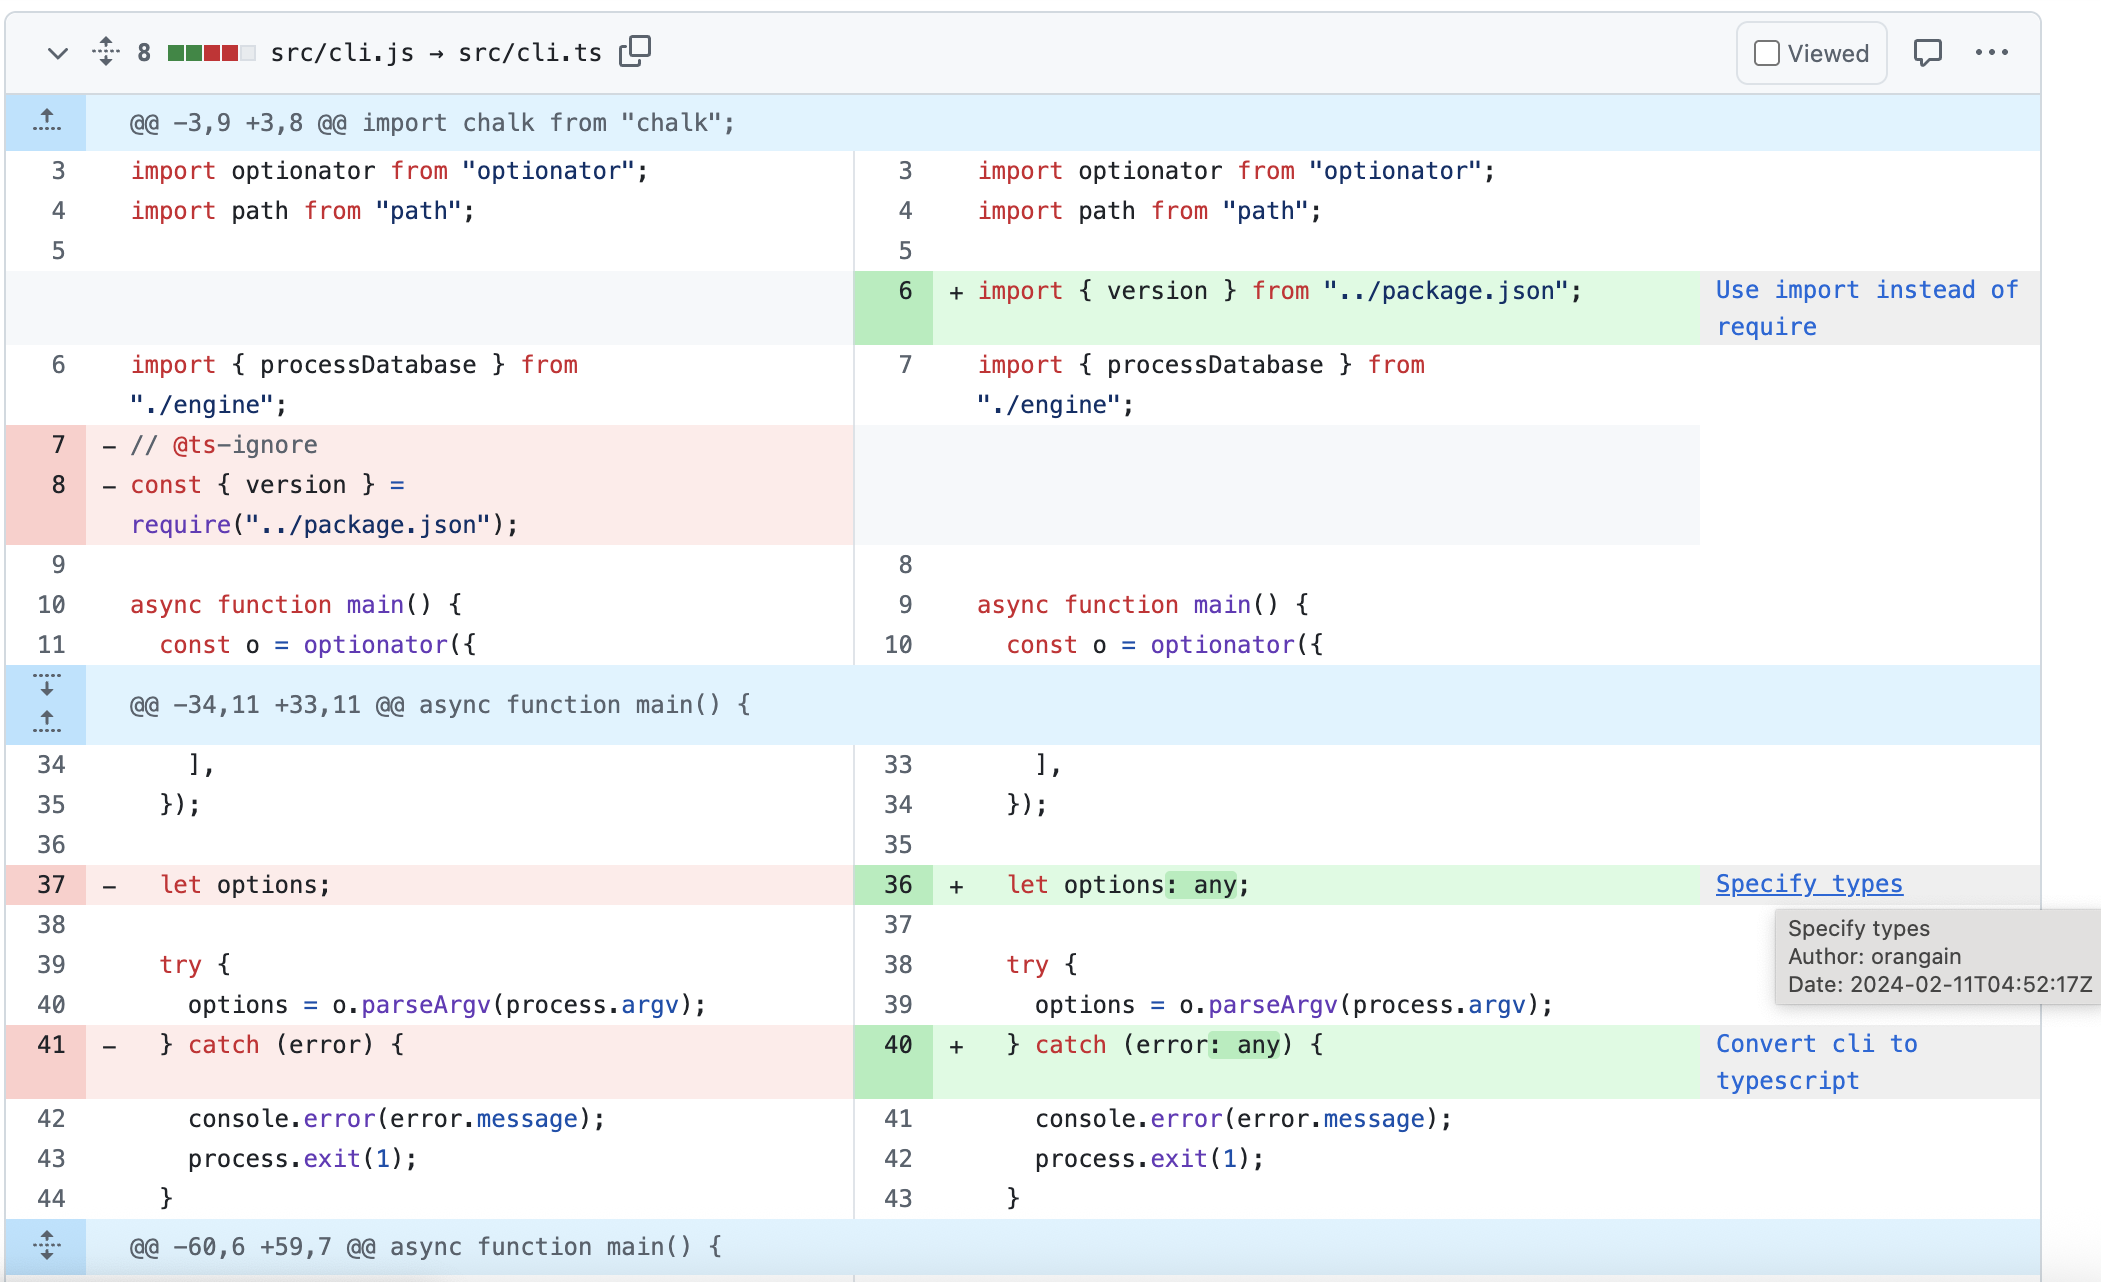 8 src/cli.js → src/cli.ts Viewed
@@ -3,9 +3,8 @@ import chalk from "chalk";
3 import optionator from "optionator"; 3 import optionator from "optionator";
4 import path from "path"; 4 import path from "path";
5 5
6 + import { version } from "../package.json"; Use import instead of
require
6 import { processDatabase } from 7 import { processDatabase } from
"./engine"; "./engine";
7 - // @ts-ignore
8 - const { version } =
require("../package.json");
9 8
10 async function main() { 9 async function main() {
11 const o = optionator({ 10 const o = optionator({
@@ -34,11 +33,11 @@ async function main() {
34 ], 33 ],
35 }); 34 });
36 35
37 - let options; 36 + let options: any; Specify types
38 37
Specify types
39 try { 38 try {
Author: orangain
Date: 2024-02-11T04:52:17Z
40 options = o.parseArgv(process.argv); 39 options = o.parseArgv(process.argv);
41 - } catch (error) { 40 + } catch (error: any) { Convert cli to
typescript
42 console.error(error.message); 41 console.error(error.message);
43 process.exit(1); 42 process.exit(1);
44 } 43 }
@@ -60,6 +59,7 @@ async function main() {